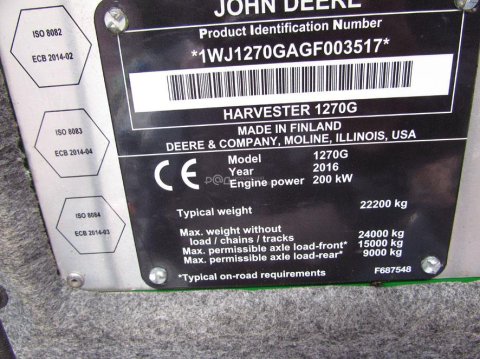 JOHN DEERE
Product Identification Number
*1WJ1270GAGF003517*
HARVESTER 1270G
MADE IN FINLAND
DEERE & COMPANY, MOLINE, ILLINOIS, USA
CE
Model 1270G
Year 2016
Engine power 200 kW
Typical weight 22200 kg
Max. weight without
load / chains / tracks 24000 kg
Max. permissible axle load-front* 15000 kg
Max. permissible axle load-rear* 9000 kg
*Typical on-road requirements
F687548
ISO 8082
ECB 2014-02
ISO 8083
ECB 2014-04
ISO 8084
ECB 2014-03